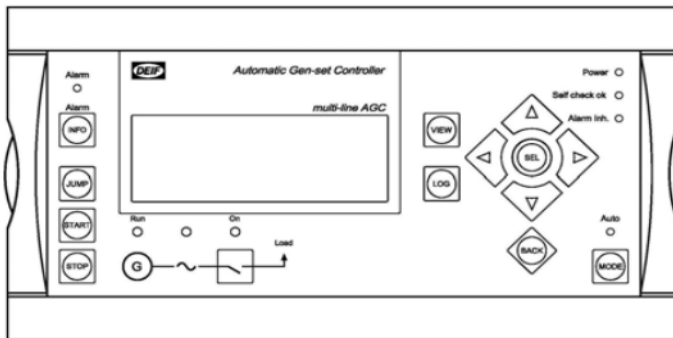 Alarm
DEIF
Automatic Gen-set Controller
Power
Self check ok
Alarm
multi-line AGC
Alarm Inh.
INFO
VIEW
SEL
JUMP
LOG
START
Run
On
Auto
Load
BACK
STOP
G
MODE